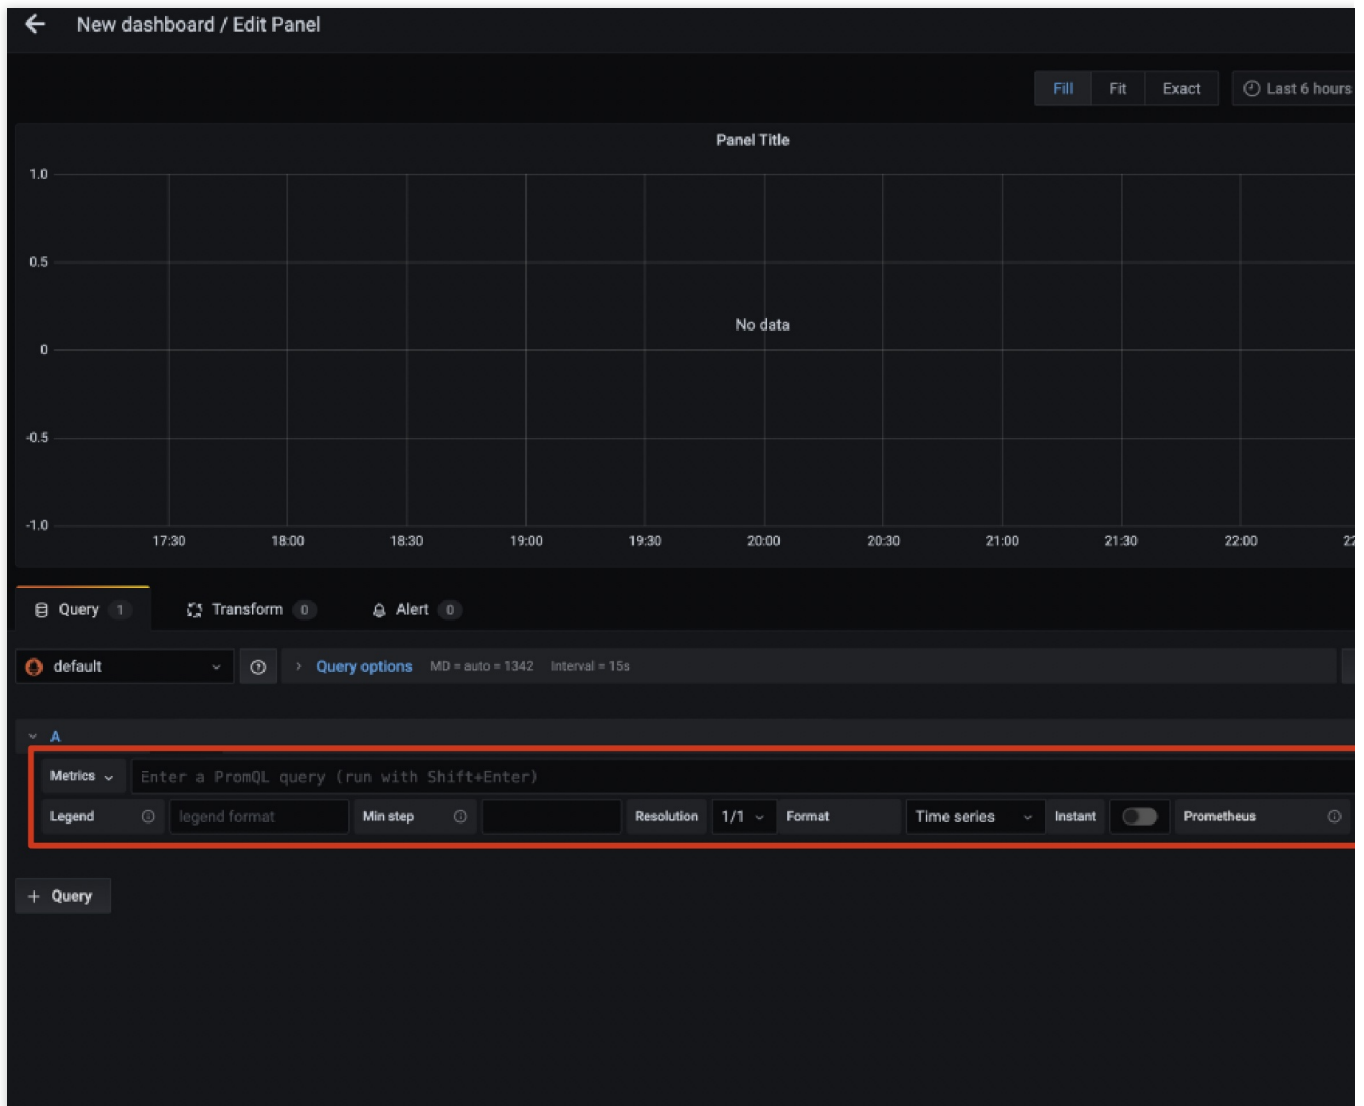 New dashboard / Edit Panel
Fill Fit Exact Last 6 hours
Panel Title
1.0
0.5
No data
0
-0.5
-1.0
17:30 18:00 18:30 19:00 19:30 20:00 20:30 21:00 21:30 22:00 22
Query 1 Transform 0 Alert 0
default Query options MD = auto = 1342 Interval = 15s
A
Metrics Enter a PromQL query (run with Shift+Enter)
Legend legend format Min step Resolution 1/1 Format Time series Instant Prometheus
+ Query